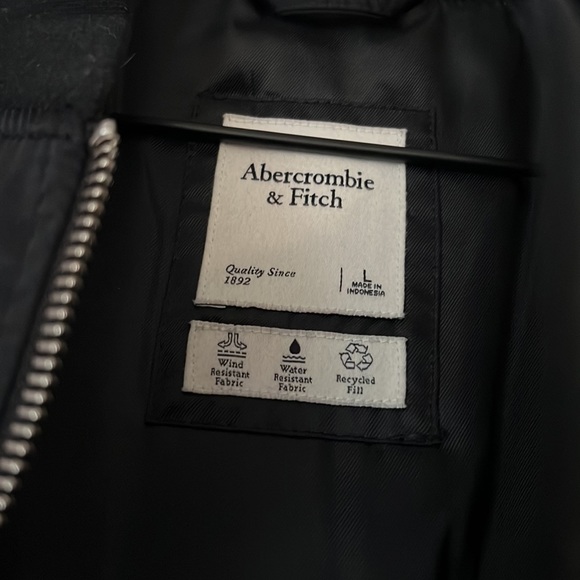 Abercrombie
& Fitch
Quality Since
1892
L
MADE IN
INDONESIA
Wind
Resistant
Fabric
Water
Resistant
Fabric
Recycled
Fill